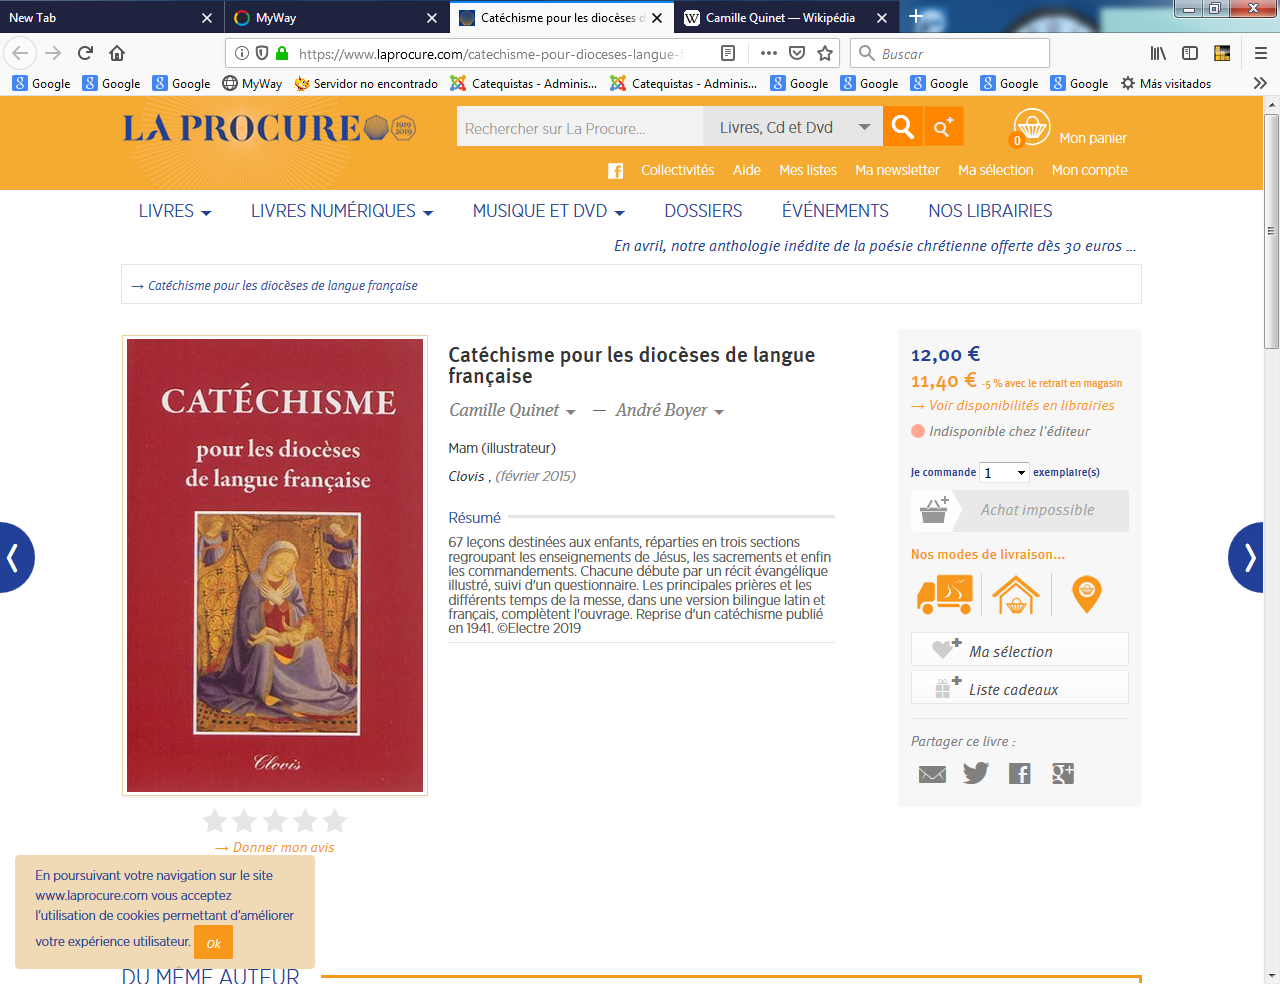 New Tab
MyWay
Catéchisme pour les diocèses d
Camille Quinet — Wikipédia
https://www.laprocure.com/catechisme-pour-dioceses-langue-f
Buscar
Google
Google
Google
MyWay
Servidor no encontrado
Catequistas - Adminis...
Catequistas - Adminis...
Google
Google
Google
Google
Google
Más visitados
LA PROCURE
1919
2019
Rechercher sur La Procure...
Livres, Cd et Dvd
0
Mon panier
Collectivités
Aide
Mes listes
Ma newsletter
Ma sélection
Mon compte
LIVRES
LIVRES NUMÉRIQUES
MUSIQUE ET DVD
DOSSIERS
ÉVÉNEMENTS
NOS LIBRAIRIES
En avril, notre anthologie inédite de la poésie chrétienne offerte dès 30 euros ...
→ Catéchisme pour les diocèses de langue française
CATÉCHISME
pour les diocèses
de langue française
Clovis
→ Donner mon avis
Catéchisme pour les diocèses de langue
française
Camille Quinet — André Boyer
Mam (illustrateur)
Clovis , (février 2015)
Résumé
67 leçons destinées aux enfants, réparties en trois sections
regroupant les enseignements de Jésus, les sacrements et enfin
les commandements. Chacune débute par un récit évangélique
illustré, suivi d'un questionnaire. Les principales prières et les
différents temps de la messe, dans une version bilingue latin et
français, complètent l'ouvrage. Reprise d'un catéchisme publié
en 1941. ©Electre 2019
12,00 €
11,40 € -5 % avec le retrait en magasin
→ Voir disponibilités en librairies
Indisponible chez l'éditeur
Je commande 1 exemplaire(s)
Achat impossible
Nos modes de livraison...
Ma sélection
Liste cadeaux
Partager ce livre :
En poursuivant votre navigation sur le site
www.laprocure.com vous acceptez
l'utilisation de cookies permettant d'améliorer
votre expérience utilisateur. Ok
DU MÊME AUTEUR